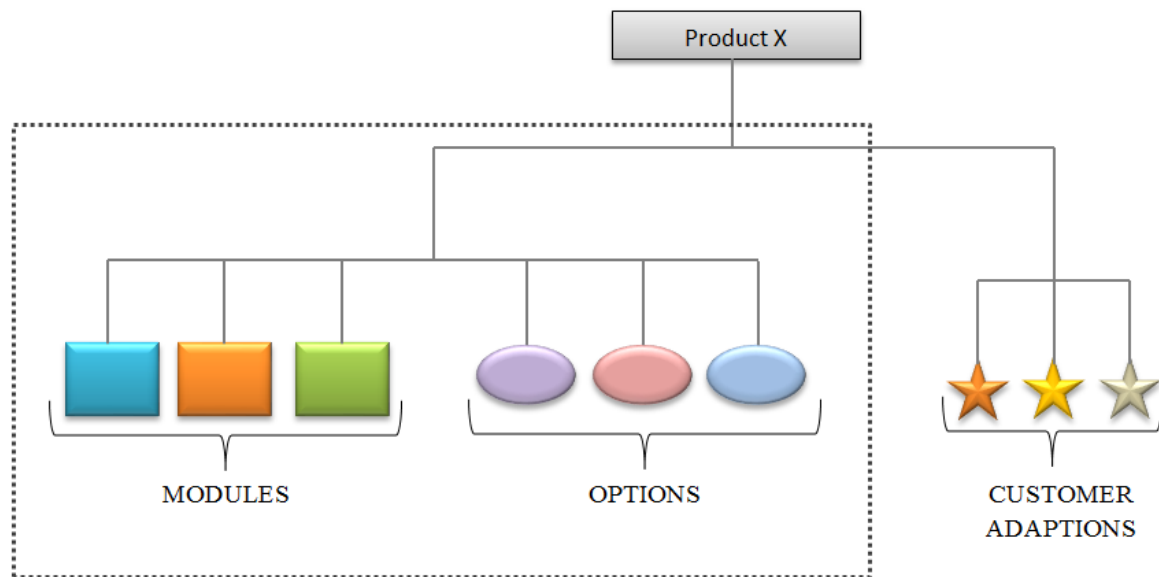 Product X
MODULES
OPTIONS
CUSTOMER
ADAPTIONS